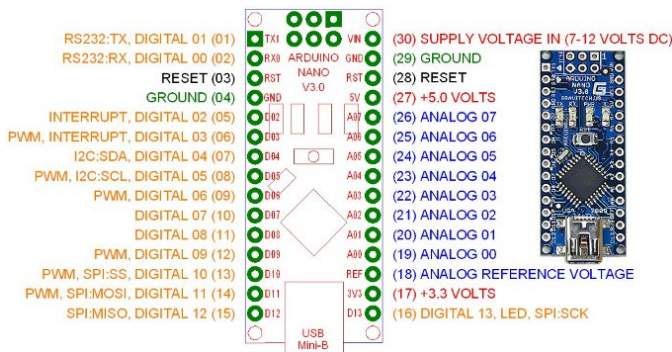 RS232:TX, DIGITAL 01 (01)
RS232:RX, DIGITAL 00 (02)
RESET (03)
GROUND (04)
INTERRUPT, DIGITAL 02 (05)
PWM, INTERRUPT, DIGITAL 03 (06)
I2C:SDA, DIGITAL 04 (07)
PWM, I2C:SCL, DIGITAL 05 (08)
PWM, DIGITAL 06 (09)
DIGITAL 07 (10)
DIGITAL 08 (11)
PWM, DIGITAL 09 (12)
PWM, SPI:SS, DIGITAL 10 (13)
PWM, SPI:MOSI, DIGITAL 11 (14)
SPI:MISO, DIGITAL 12 (15)
TX1
RX0
RST
GND
D02
D03
D04
D05
D06
D07
D08
D09
D10
D11
D12
ARDUINO
NANO
V3.0
USB
Mini-B
VIN
GND
RST
5V
A07
A06
A05
A04
A03
A02
A01
A00
REF
3V3
D13
(30) SUPPLY VOLTAGE IN (7-12 VOLTS DC)
(29) GROUND
(28) RESET
(27) +5.0 VOLTS
(26) ANALOG 07
(25) ANALOG 06
(24) ANALOG 05
(23) ANALOG 04
(22) ANALOG 03
(21) ANALOG 02
(20) ANALOG 01
(19) ANALOG 00
(18) ANALOG REFERENCE VOLTAGE
(17) +3.3 VOLTS
(16) DIGITAL 13, LED, SPI:SCK
ARDUINO
NANO
V3.0
USA